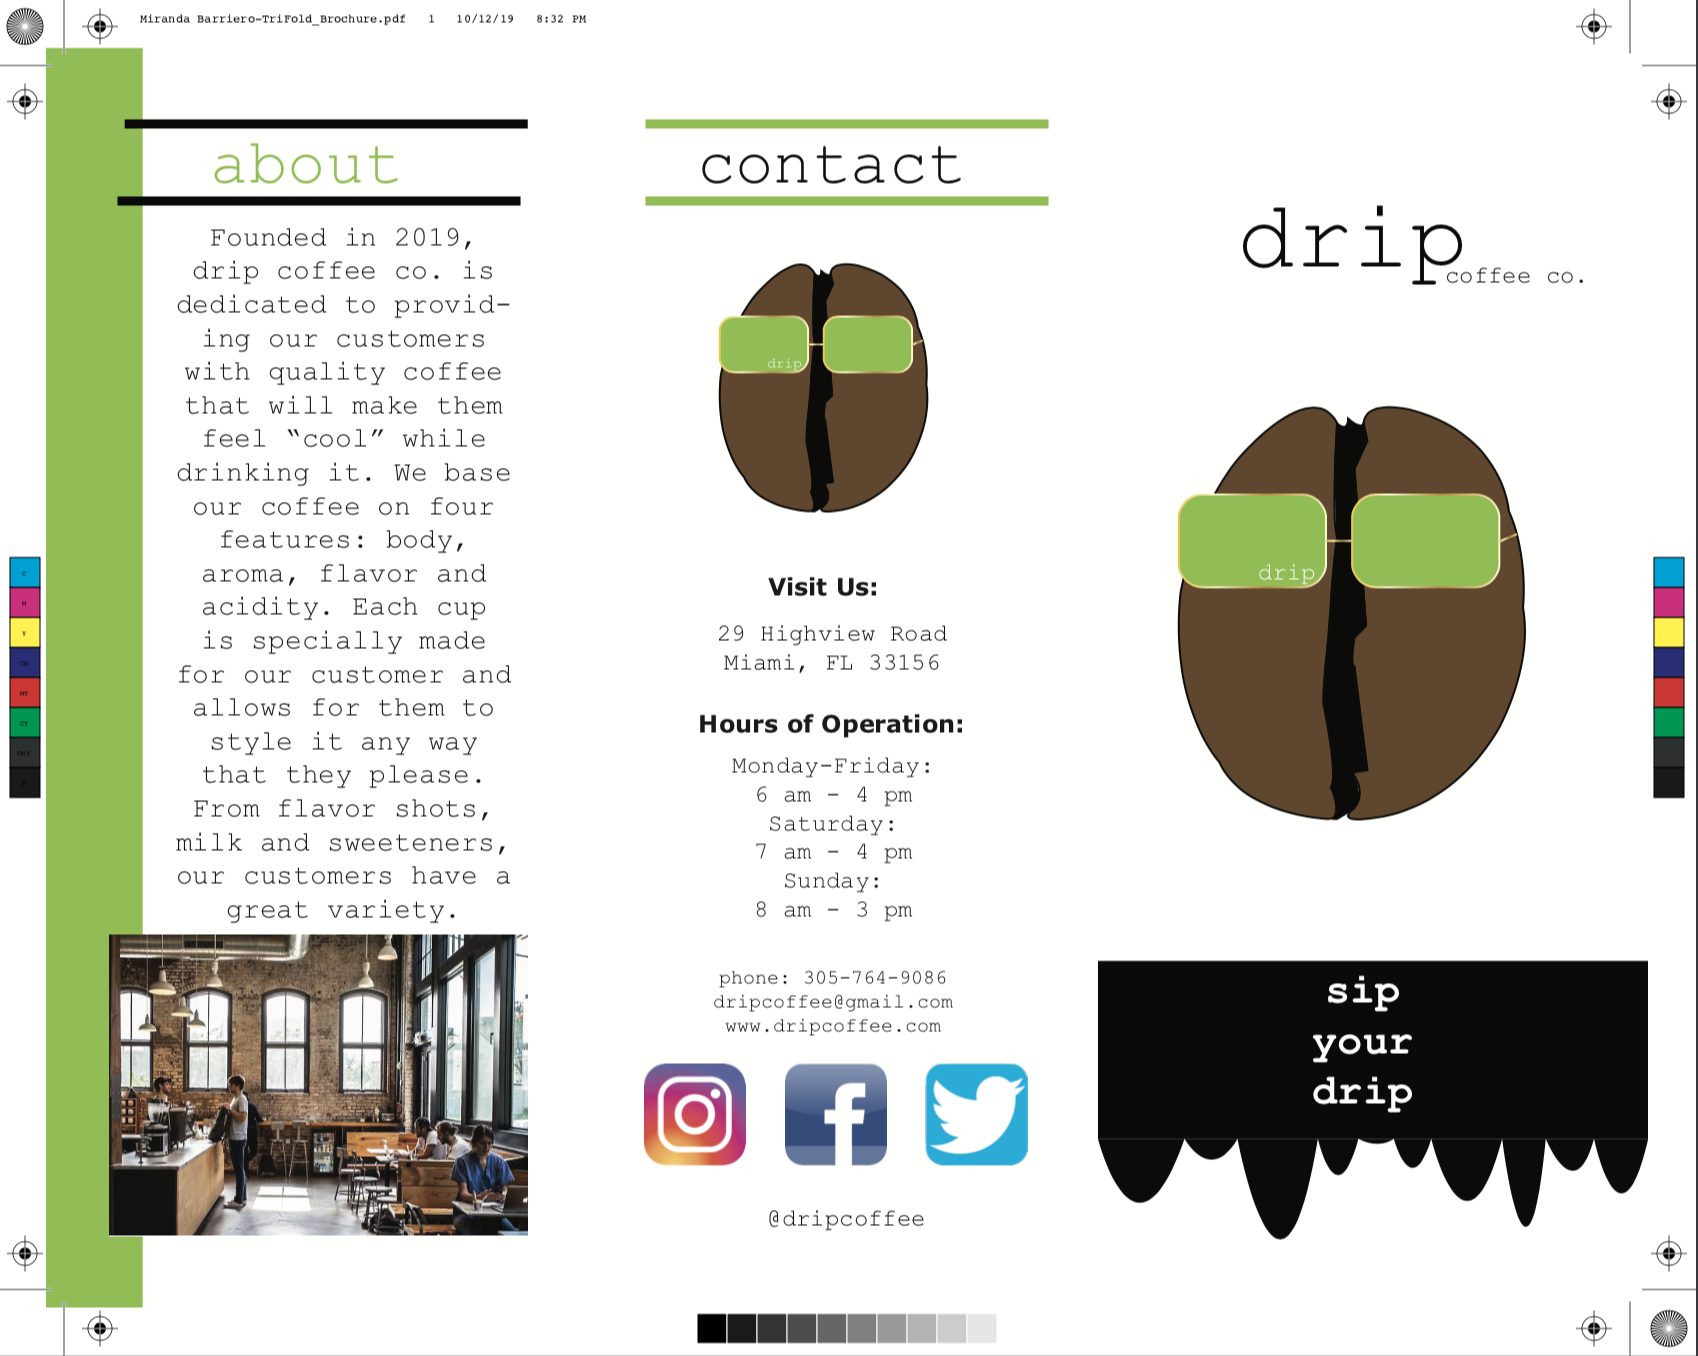 Miranda Barriero-TriFold_Brochure.pdf 1 10/12/19 8:32 PM
about
Founded in 2019,
drip coffee co. is
dedicated to provid-
ing our customers
with quality coffee
that will make them
feel “cool” while
drinking it. We base
our coffee on four
features: body,
aroma, flavor and
acidity. Each cup
is specially made
for our customer and
allows for them to
style it any way
that they please.
From flavor shots,
milk and sweeteners,
our customers have a
great variety.
contact
drip
Visit Us:
29 Highview Road
Miami, FL 33156
Hours of Operation:
Monday-Friday:
6 am - 4 pm
Saturday:
7 am - 4 pm
Sunday:
8 am - 3 pm
phone: 305-764-9086
dripcoffee@gmail.com
www.dripcoffee.com
@dripcoffee
drip
coffee co.
drip
sip
your
drip
C
M
Y
CM
MY
CY